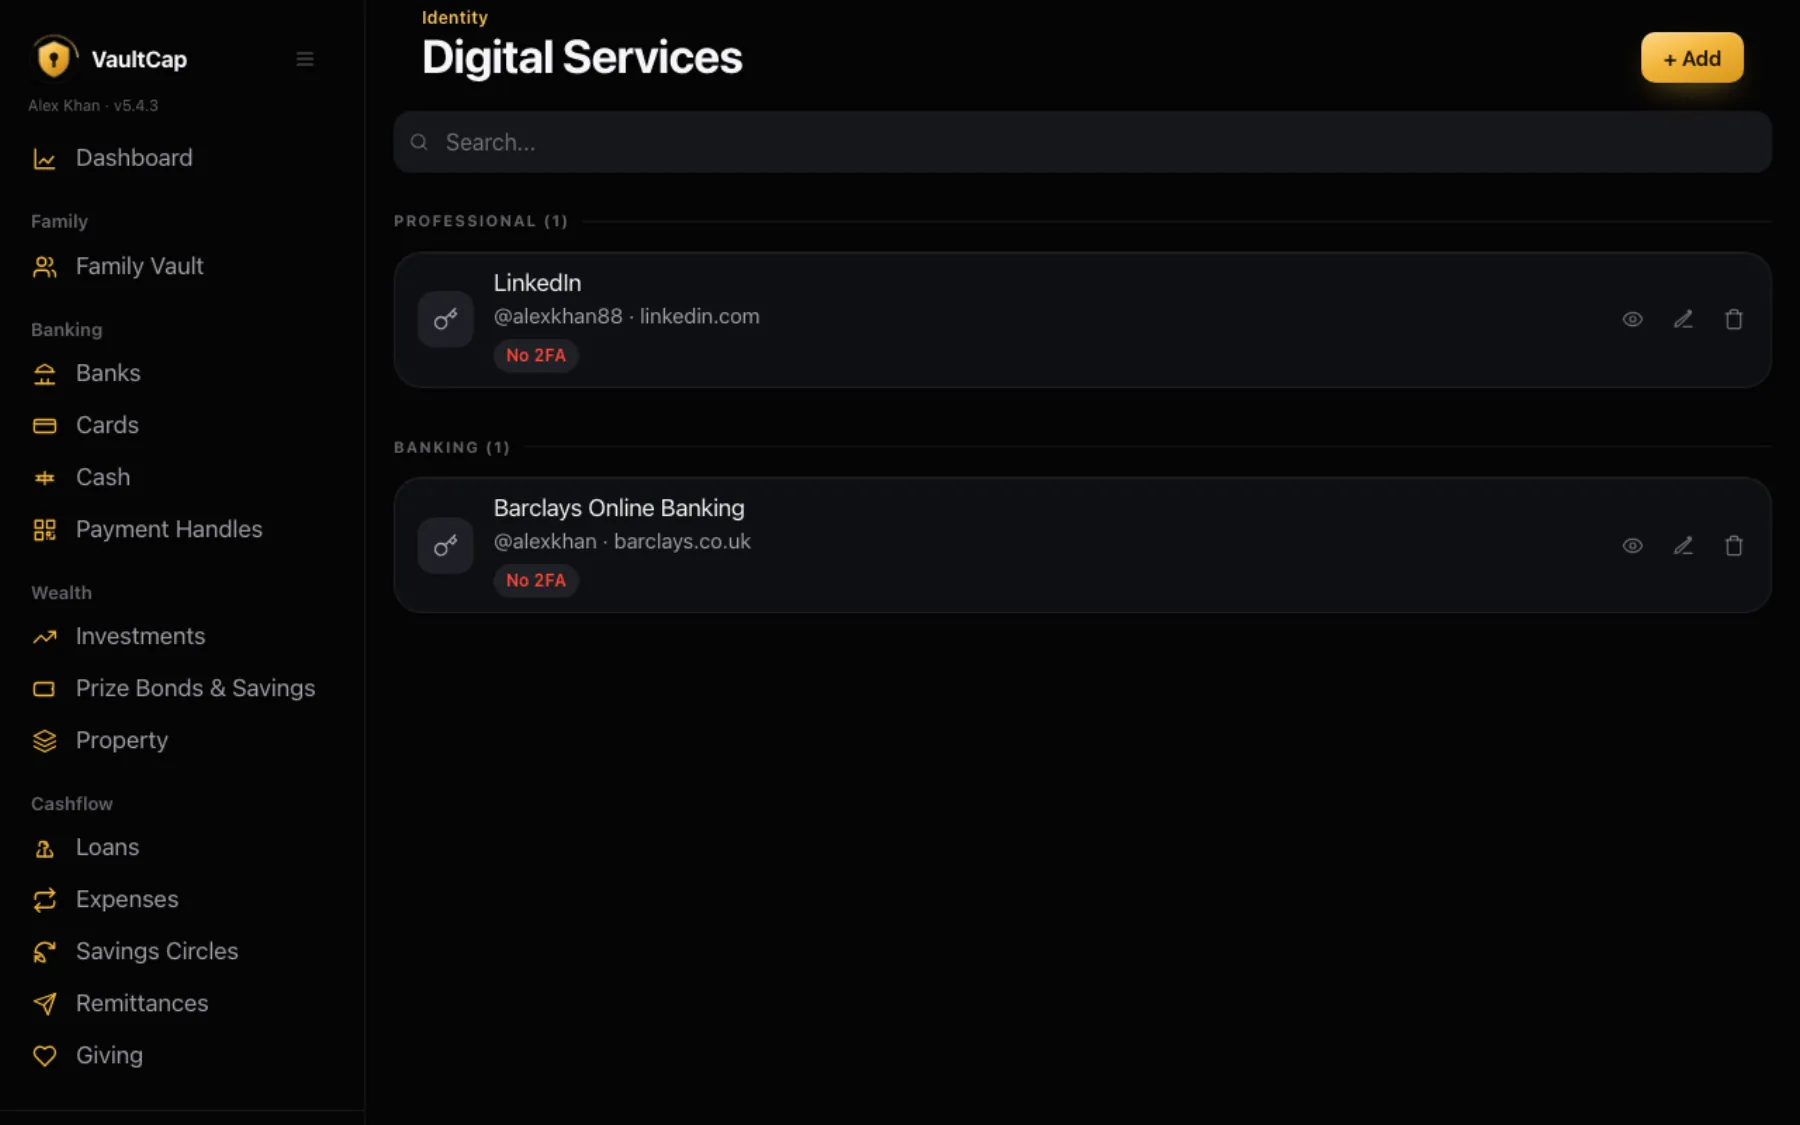 VaultCap
Alex Khan · v5.4.3
Dashboard
Family
Family Vault
Banking
Banks
Cards
Cash
Payment Handles
Wealth
Investments
Prize Bonds & Savings
Property
Cashflow
Loans
Expenses
Savings Circles
Remittances
Giving
Identity
Digital Services
+ Add
Search...
PROFESSIONAL (1)
LinkedIn
@alexkhan88 · linkedin.com
No 2FA
BANKING (1)
Barclays Online Banking
@alexkhan · barclays.co.uk
No 2FA